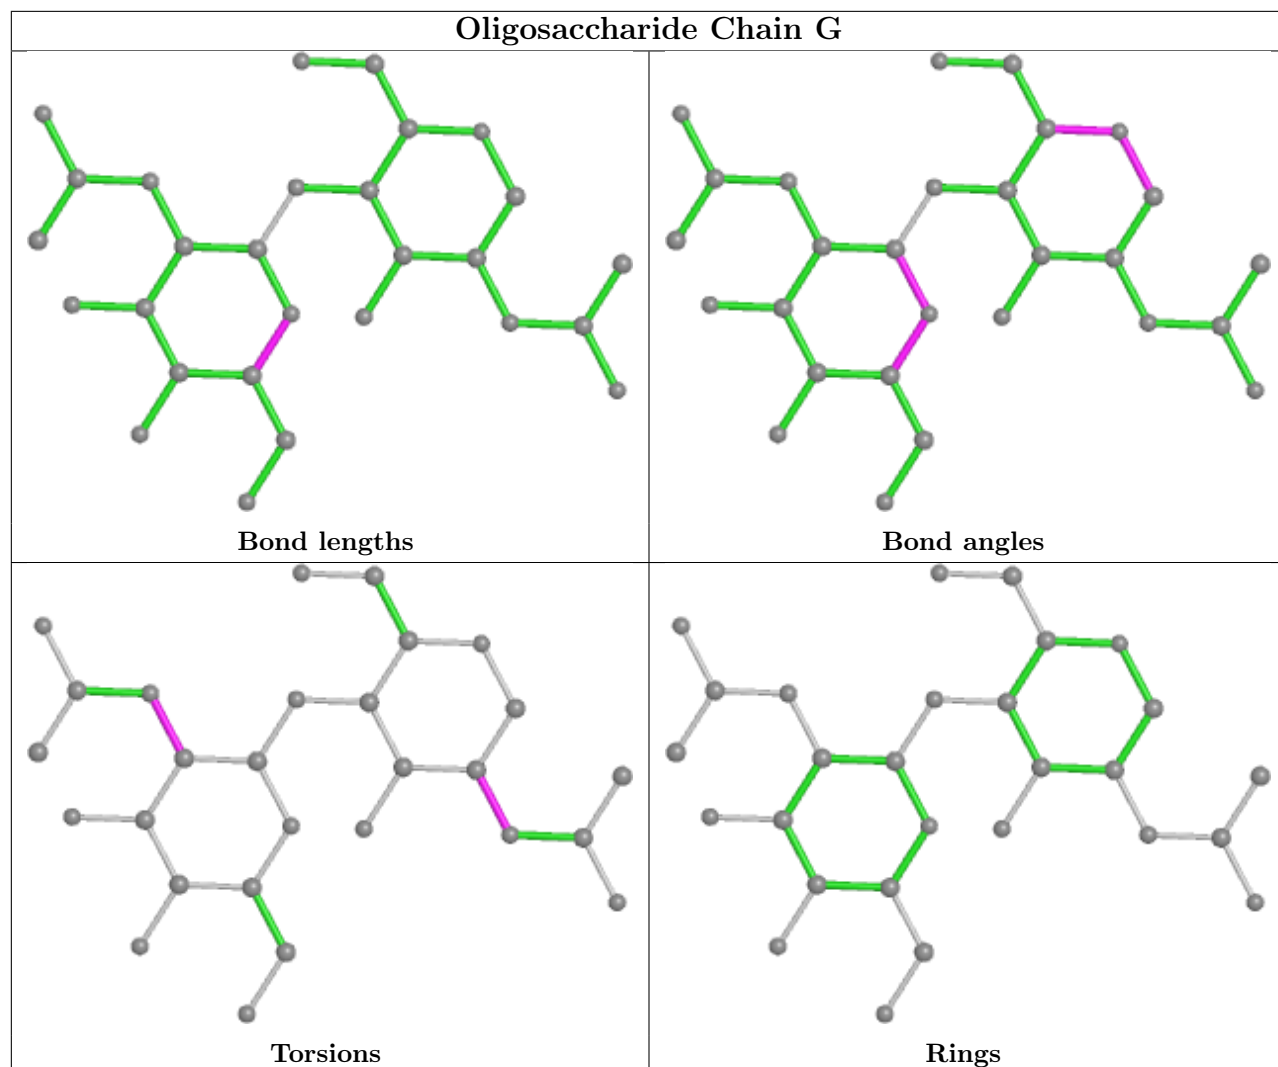 Oligosaccharide Chain G
Bond lengths
Bond angles
Torsions
Rings